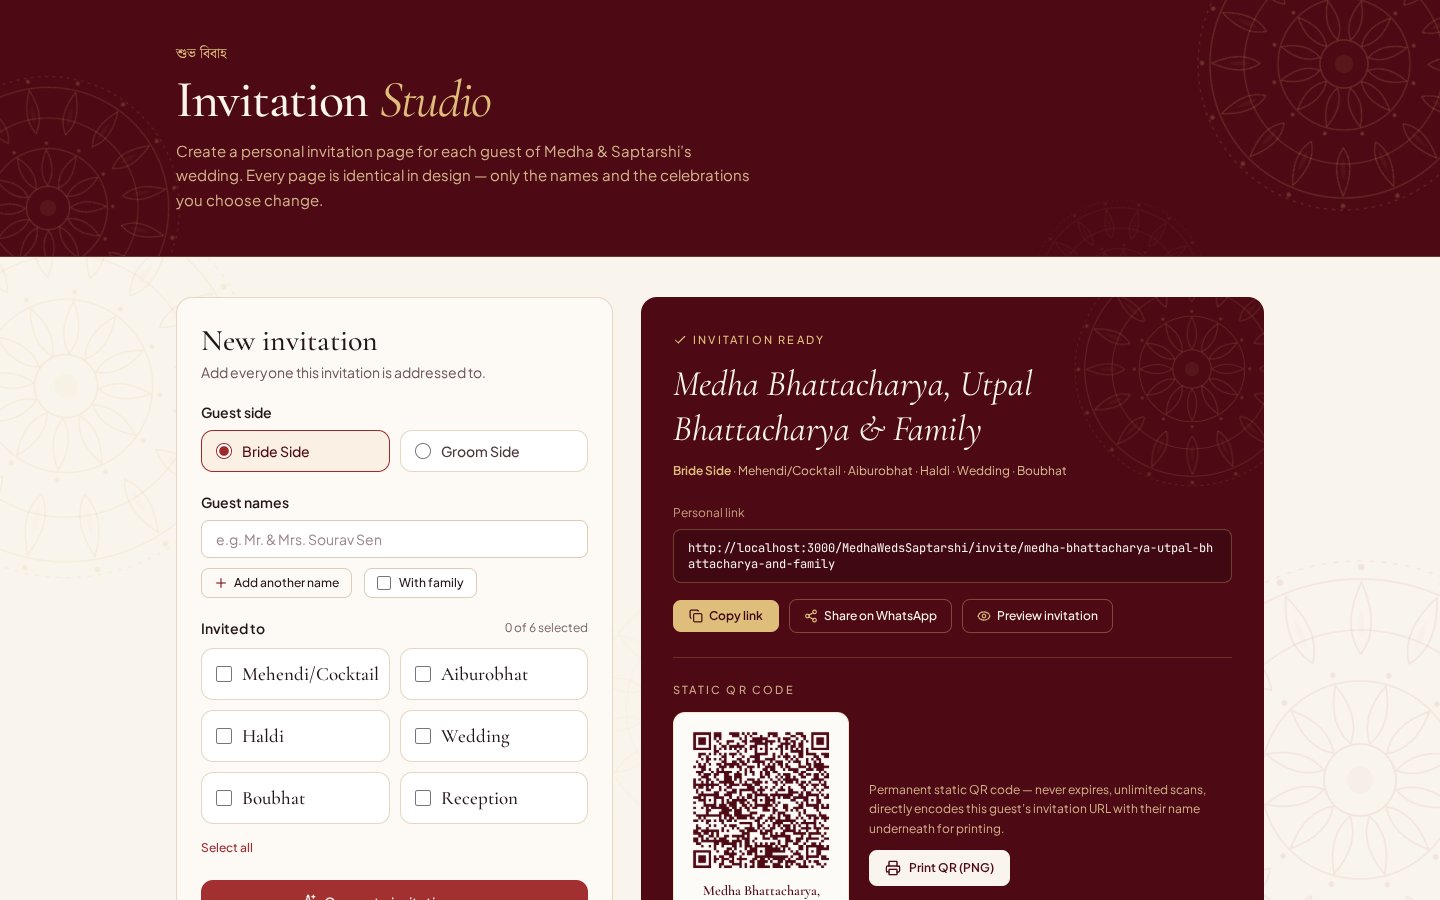 শুভ বিবাহ
Invitation Studio
Create a personal invitation page for each guest of Medha & Saptarshi's
wedding. Every page is identical in design — only the names and the celebrations
you choose change.
New invitation
Add everyone this invitation is addressed to.
Guest side
Bride Side
Groom Side
Guest names
e.g. Mr. & Mrs. Sourav Sen
Add another name
With family
Invited to
0 of 6 selected
Mehendi/Cocktail
Aiburobhat
Haldi
Wedding
Boubhat
Reception
Select all
INVITATION READY
Medha Bhattacharya, Utpal
Bhattacharya & Family
Bride Side · Mehendi/Cocktail · Aiburobhat · Haldi · Wedding · Boubhat
Personal link
http://localhost:3000/MedhaWedsSaptarshi/invite/medha-bhattacharya-utpal-bh
attacharya-and-family
Copy link
Share on WhatsApp
Preview invitation
STATIC QR CODE
Medha Bhattacharya,
Permanent static QR code — never expires, unlimited scans,
directly encodes this guest's invitation URL with their name
underneath for printing.
Print QR (PNG)